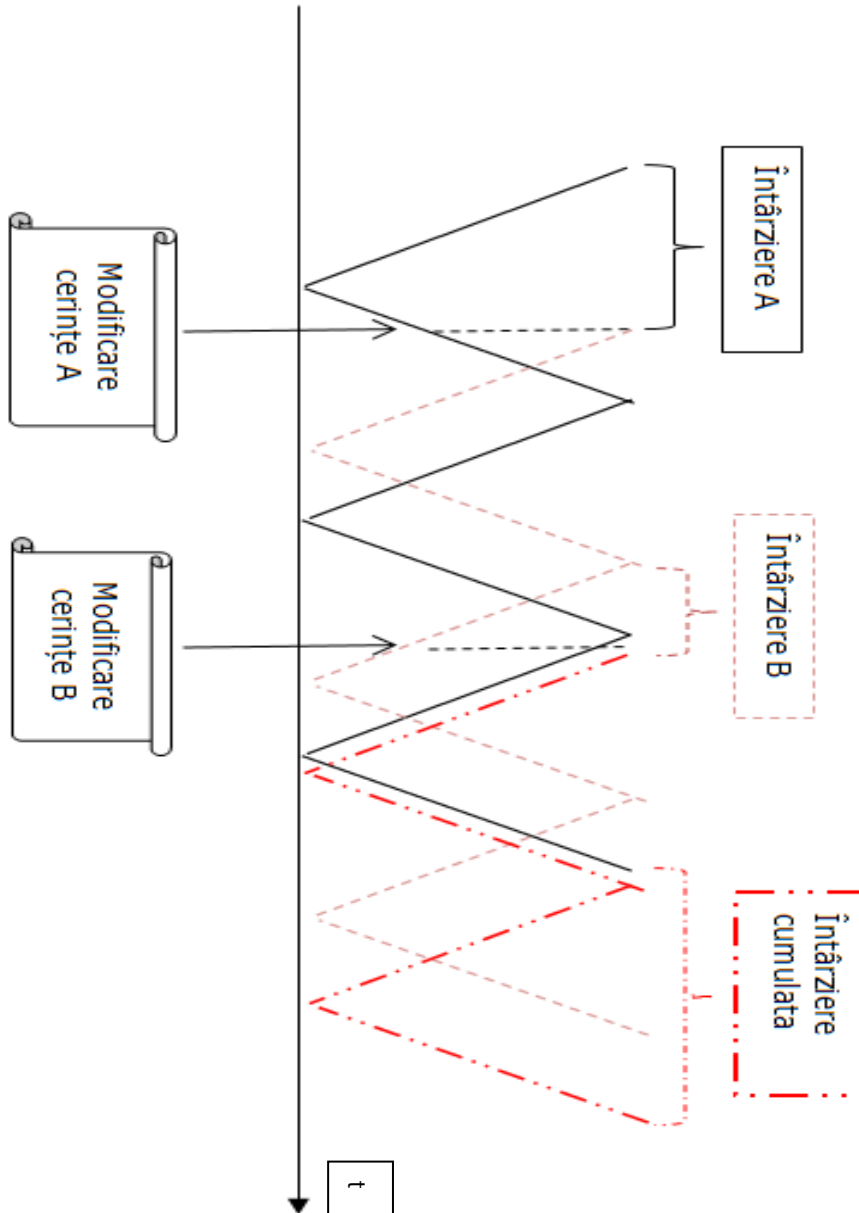 Întârziere A
Întârziere B
Întârziere
cumulata
Modificare
cerințe A
Modificare
cerințe B
t